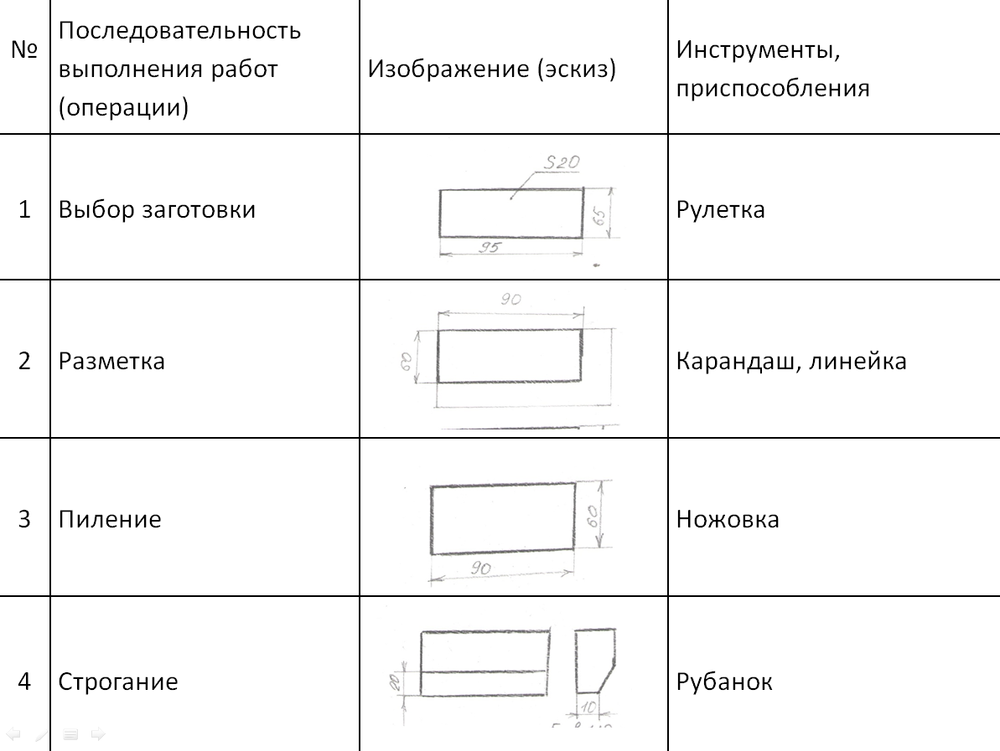 №
Последовательность
выполнения работ
(операции)
Изображение (эскиз)
Инструменты,
приспособления
1
Выбор заготовки
S20
65
95
Рулетка
2
Разметка
90
60
Карандаш, линейка
3
Пиление
60
90
Ножовка
4
Строгание
20
10
Рубанок